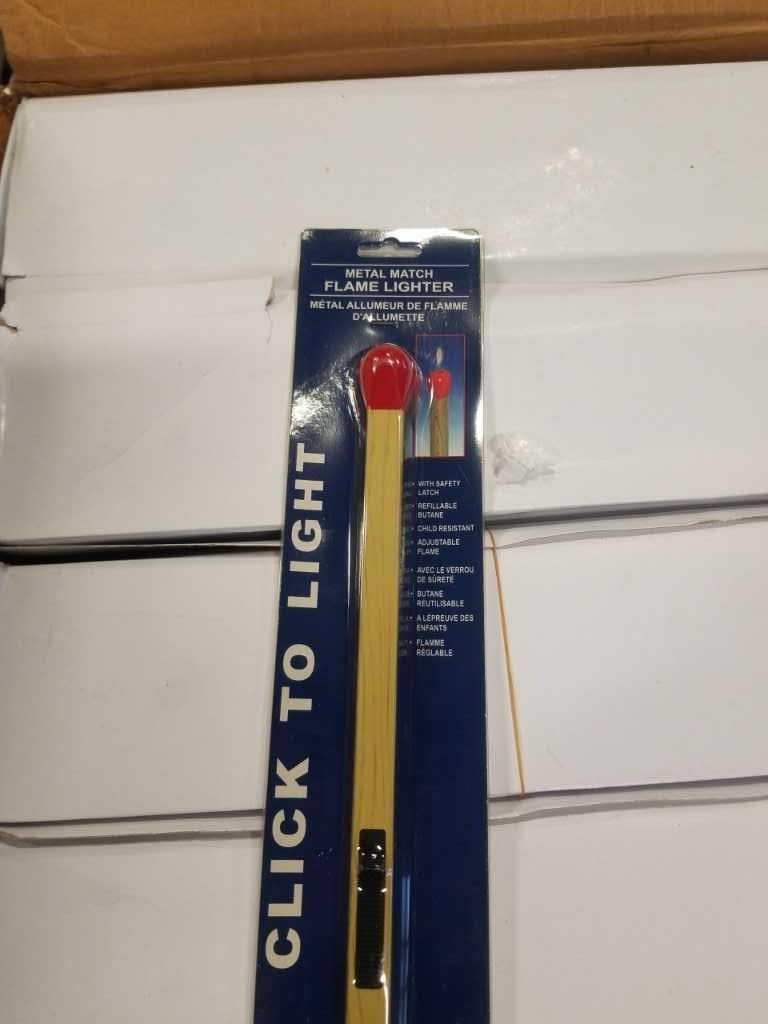 METAL MATCH
FLAME LIGHTER
MÉTAL ALLUMEUR DE FLAMME
D'ALLUMETTE
CLICK TO LIGHT
• WITH SAFETY
LATCH
• REFILLABLE
BUTANE
• CHILD RESISTANT
• ADJUSTABLE
FLAME
• AVEC LE VERROU
DE SÛRETÉ
• BUTANE
RÉUTILISABLE
• A LÉPREUVE DES
ENFANTS
• FLAMME
RÉGLABLE